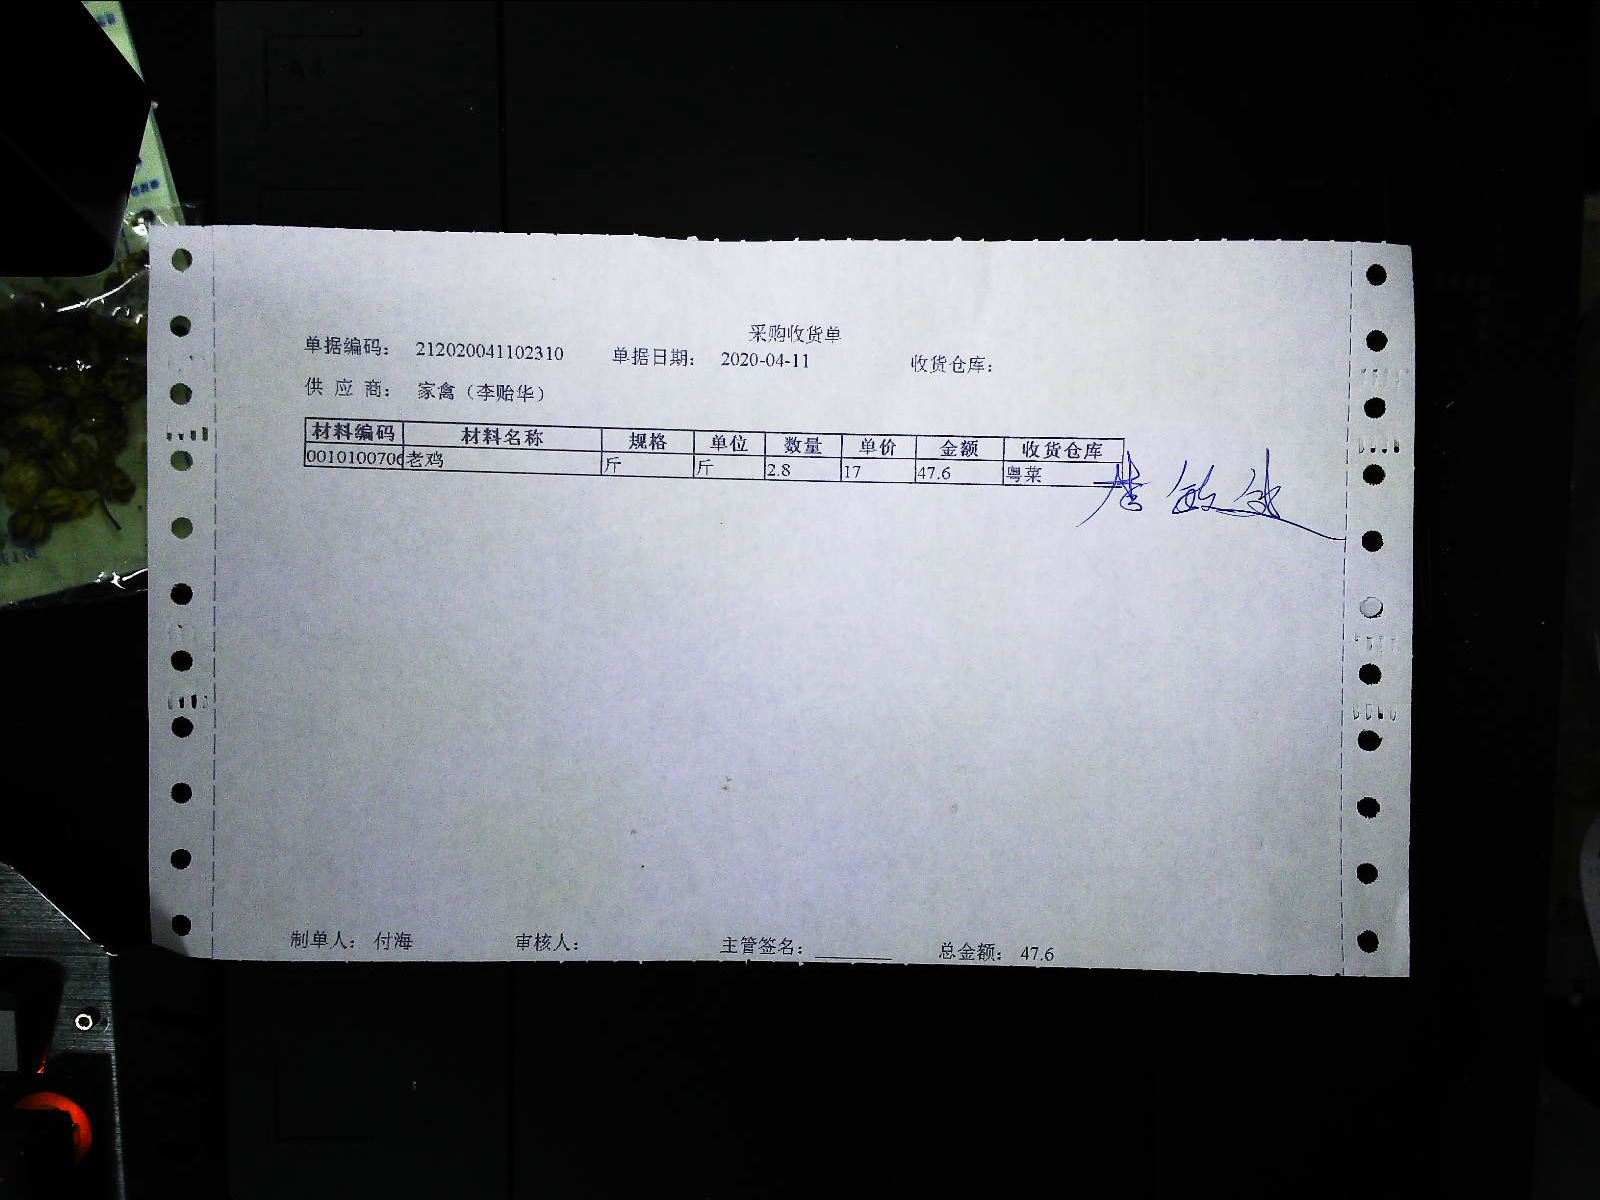 采购收货单
单据编码： 212020041102310 单据日期： 2020-04-11 收货仓库：
供 应 商： 家禽（李贻华）
材料编码 材料名称 规格 单位 数量 单价 金额 收货仓库
0010100706 老鸡 斤 斤 2.8 17 47.6 粤菜
制单人： 付海 审核人： 主管签名： 总金额： 47.6